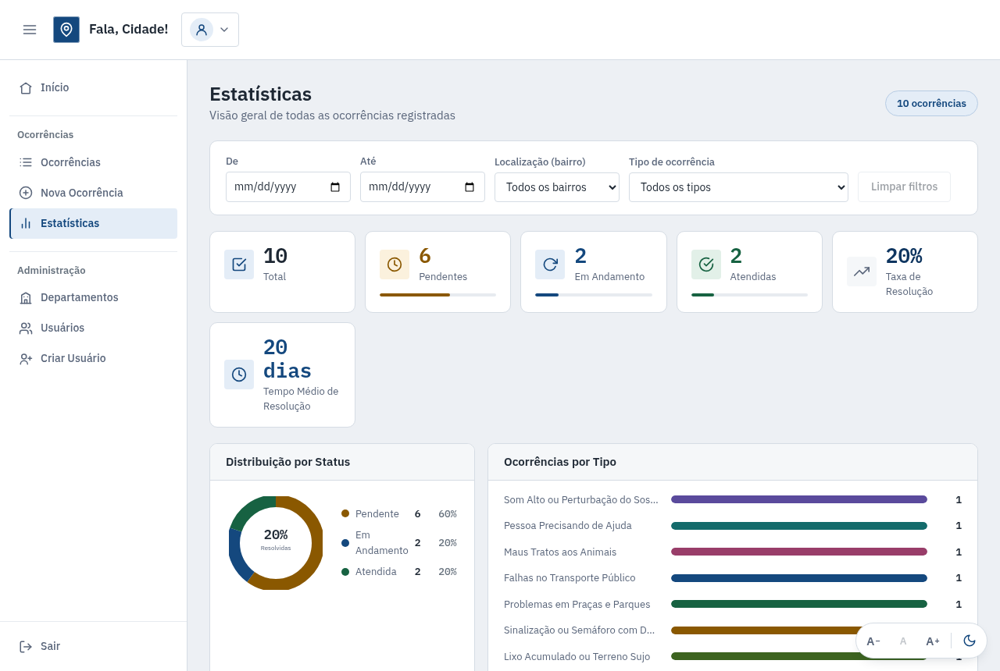 Fala, Cidade!
Início
Ocorrências
Ocorrências
Nova Ocorrência
Estatísticas
Administração
Departamentos
Usuários
Criar Usuário
Sair
Estatísticas
Visão geral de todas as ocorrências registradas
10 ocorrências
De
mm/dd/yyyy
Até
mm/dd/yyyy
Localização (bairro)
Todos os bairros
Tipo de ocorrência
Todos os tipos
Limpar filtros
10
Total
6
Pendentes
2
Em Andamento
2
Atendidas
20%
Taxa de
Resolução
20
dias
Tempo Médio de
Resolução
Distribuição por Status
20%
Resolvidas
Pendente 6 60%
Em
Andamento 2 20%
Atendida 2 20%
Ocorrências por Tipo
Som Alto ou Perturbação do Sos... 1
Pessoa Precisando de Ajuda 1
Maus Tratos aos Animais 1
Falhas no Transporte Público 1
Problemas em Praças e Parques 1
Sinalização ou Semáforo com D...
Lixo Acumulado ou Terreno Sujo
A− A A+